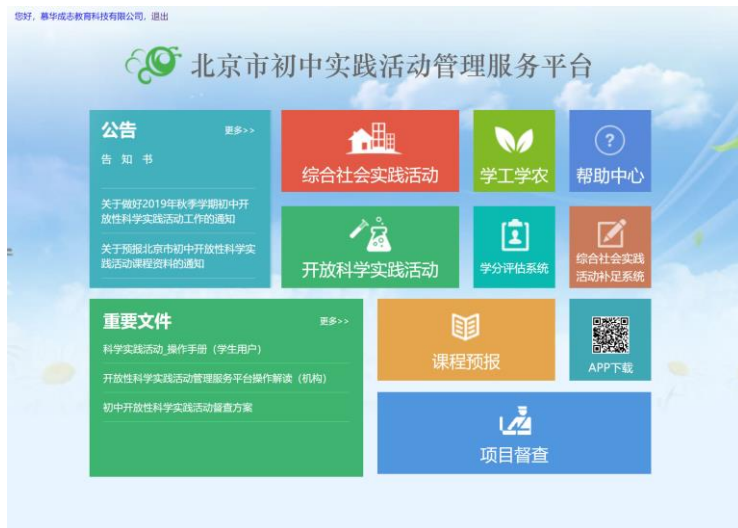 您好，慕华成志教育科技有限公司，退出
北京市初中实践活动管理服务平台
公告
更多>>
告 知 书
关于做好2019年秋季学期初中开
放性科学实践活动工作的通知
关于预报北京市初中开放性科学实
践活动课程资料的通知
综合社会实践活动
学工学农
帮助中心
开放科学实践活动
学分评估系统
综合社会实践
活动补足系统
重要文件
更多>>
科学实践活动_操作手册（学生用户）
开放性科学实践活动管理服务平台操作解读（机构）
初中开放性科学实践活动督查方案
课程预报
APP下载
项目督查